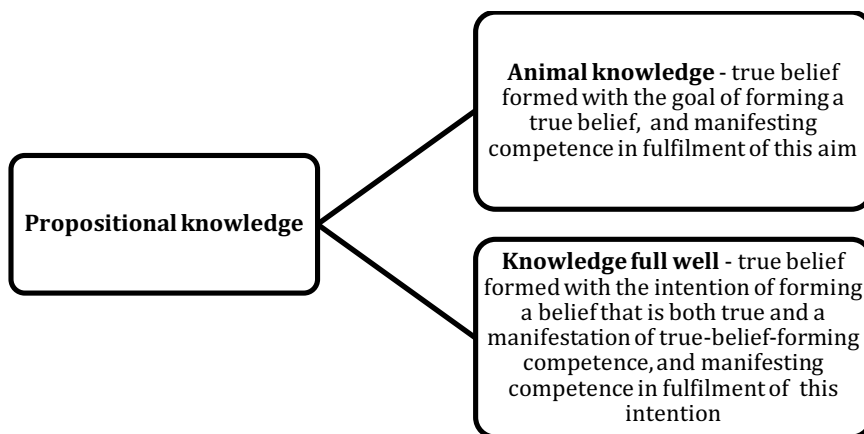 Propositional knowledge
Animal knowledge - true belief
formed with the goal of forming a
true belief, and manifesting
competence in fulfilment of this aim
Knowledge full well - true belief
formed with the intention of forming
a belief that is both true and a
manifestation of true-belief-forming
competence, and manifesting
competence in fulfilment of this
intention